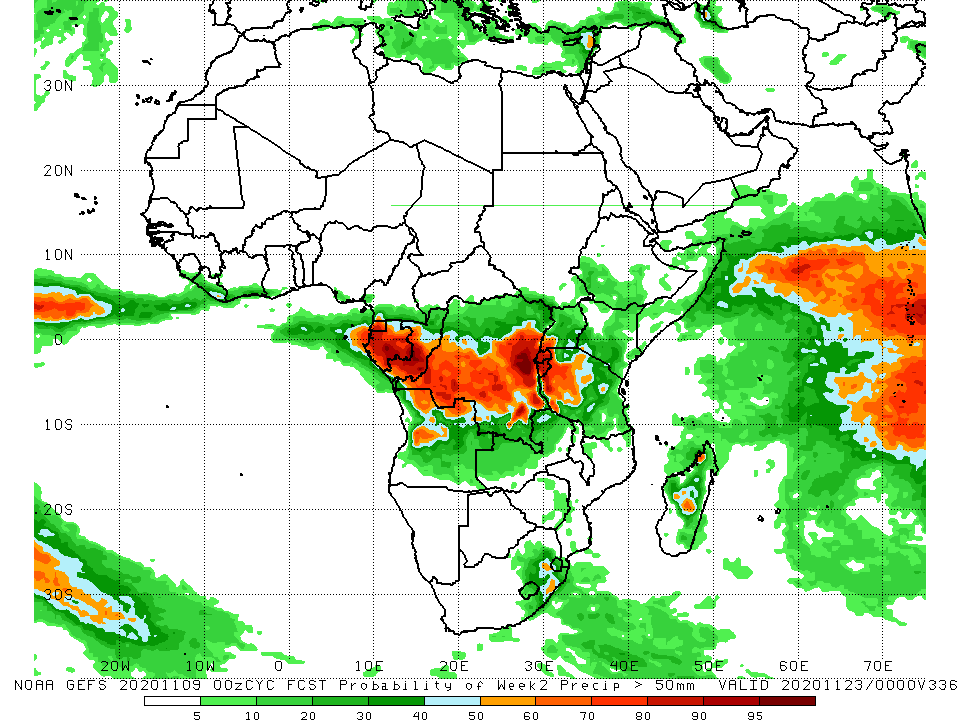 30N
20N
10N
0
10S
20S
30S
20W 10W 0 10E 20E 30E 40E 50E 60E 70E
NOAA GEFS 20201109 00zCYC FCST Probability of Week2 Precip > 50mm VALID 20201123/0000V336
5 10 20 30 40 50 60 70 80 90 95